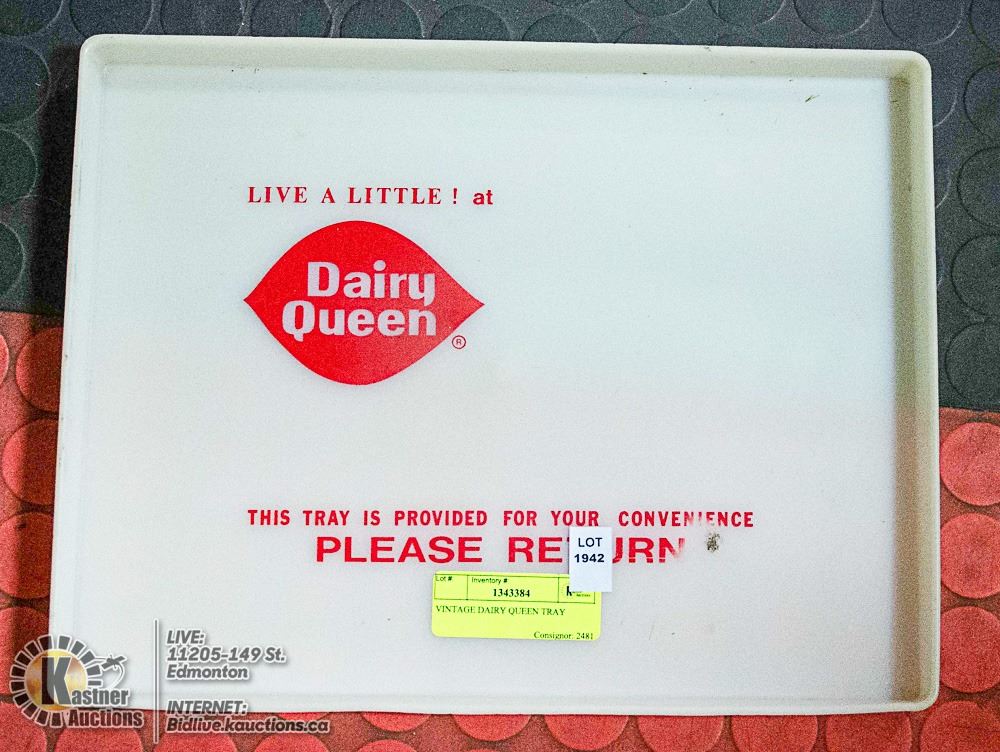 LIVE A LITTLE ! at
Dairy
Queen
®
THIS TRAY IS PROVIDED FOR YOUR CONVENIENCE
PLEASE RETURN
LOT
1942
Lot # Inventory #
1343384
VINTAGE DAIRY QUEEN TRAY
Consignor: 2481
Kastner
Auctions
LIVE:
11205-149 St.
Edmonton
INTERNET:
Bidlive.kauctions.ca